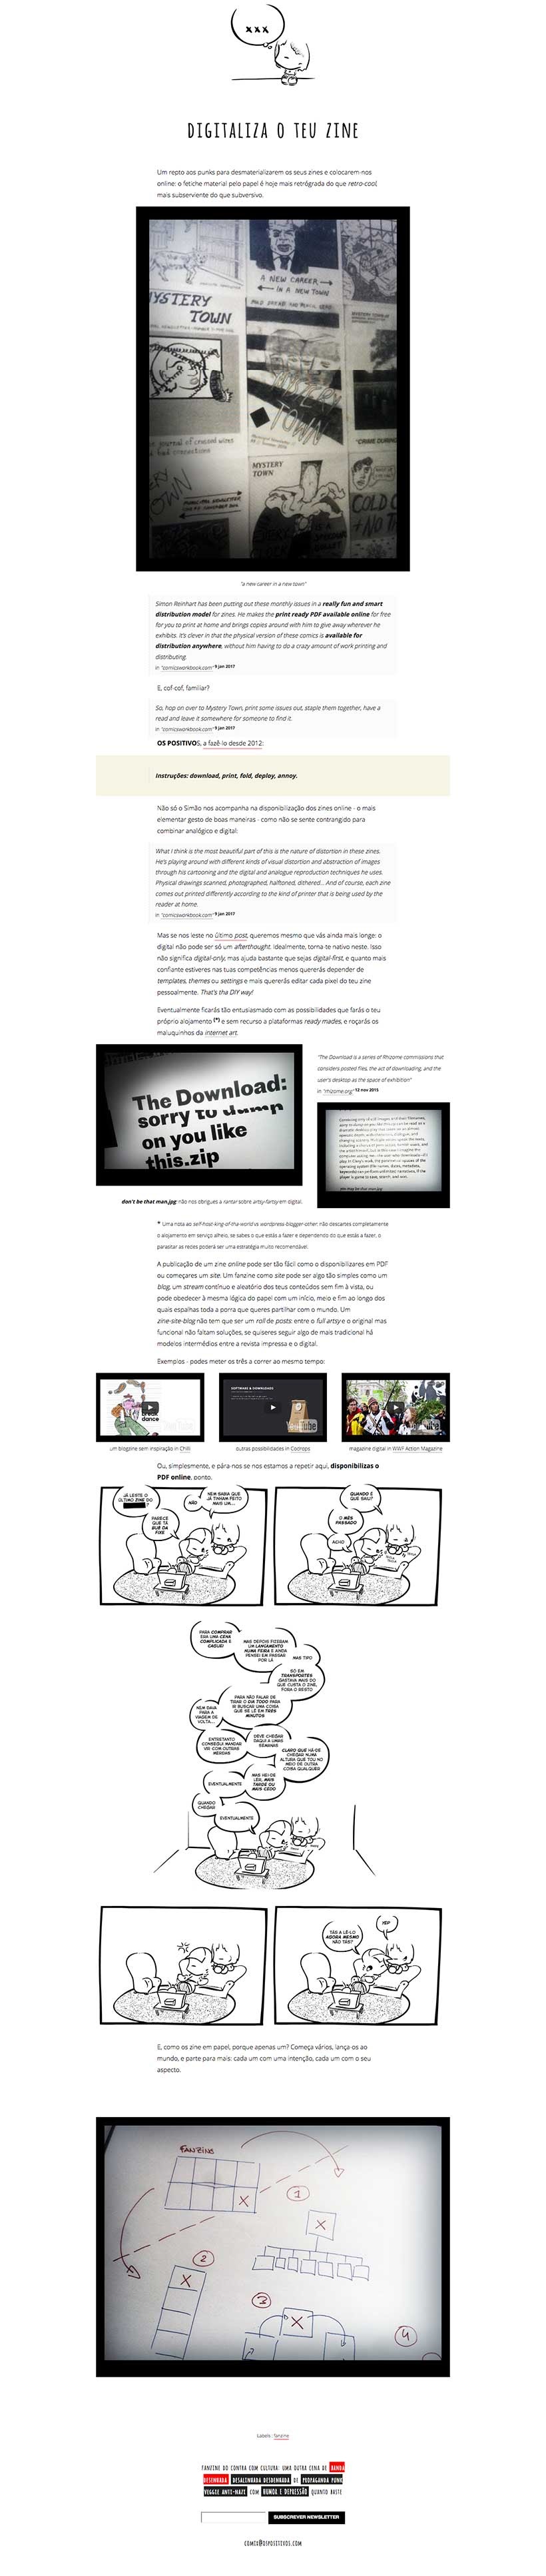 xxx
DIGITALIZA O TEU ZINE
Um repto aos punks para desmaterializarem os seus zines e colocarem-nos
online: o fetiche material pelo papel é hoje mais retrógrada do que retro-cool,
mais subserviente do que subversivo.
A NEW CAREER
IN A NEW TOWN
MYSTERY
TOWN
MYSTERY
TOWN
"a new career in a new town"
Simon Reinhart has been putting out these monthly issues in a really fun and smart
distribution model for zines. He makes the print ready PDF available online for free
for you to print at home and brings copies around with him to give away wherever he
exhibits. It's clever in that the physical version of these comics is available for
distribution anywhere, without him having to do a crazy amount of work printing and
distributing.
in "comicsworkbook.com" 9 jan 2017
E, cof-cof, familiar?
So, hop on over to Mystery Town, print some issues out, staple them together, have a
read and leave it somewhere for someone to find it.
in "comicsworkbook.com" 9 jan 2017
OS POSITIVOS, a fazê-lo desde 2012:
Instruções: download, print, fold, deploy, annoy.
Não só o Simão nos acompanha na disponibilização dos zines online - o mais
elementar gesto de boas maneiras - como não se sente contrangido para
combinar analógico e digital:
What I think is the most beautiful part of this is the nature of distortion in these zines.
He's playing around with different kinds of visual distortion and abstraction of images
through his cartooning and the digital and analogue reproduction techniques he uses.
Physical drawings scanned, photographed, halftoned, dithered... And of course, each zine
comes out printed differently according to the kind of printer that is being used by the
reader at home.
in "comicsworkbook.com" 9 jan 2017
Mas se nos leste no último post, queremos mesmo que vás ainda mais longe: o
digital não pode ser só um afterthought. Idealmente, torna-te nativo neste. Isso
não significa digital-only, mas ajuda bastante que sejas digital-first, e quanto mais
confiante estiveres nas tuas competências menos quererás depender de
templates, themes ou settings e mais quererás editar cada pixel do teu zine
pessoalmente. That's tha DIY way!
Eventualmente ficarás tão entusiasmado com as possibilidades que farás o teu
próprio alojamento (*) e sem recurso a plataformas ready mades, e roçarás os
maluquinhos da internet art.
The Download:
sorry to dump
on you like
this.zip
"The Download is a series of Rhizome commissions that
considers posted files, the act of downloading, and the
user's desktop as the space of exhibition"
in "rhizome.org" 12 nov 2015
don't be that man.jpg: não nos obrigues a rantar sobre artsy-fartsy em digital.
* Uma nota ao self-host-king-of-tha-world vs wordpress-blogger-other: não descartes completamente
o alojamento em serviço alheio, se sabes o que estás a fazer e dependendo do que estás a fazer, o
parasitar as redes poderá ser uma estratégia muito recomendável.
A publicação de um zine online pode ser tão fácil como o disponibilizares em PDF
ou começares um site. Um fanzine como site pode ser algo tão simples como um
blog, um stream contínuo e aleatório dos teus conteúdos sem fim à vista, ou
pode obedecer à mesma lógica do papel com um início, meio e fim ao longo dos
quais espalhas toda a porra que queres partilhar com o mundo. Um
zine-site-blog não tem que ser um roll de posts: entre o full artsy e o original mas
funcional não faltam soluções, se quiseres seguir algo de mais tradicional há
modelos intermédios entre a revista impressa e o digital.
Exemplos - podes meter os três a correr ao mesmo tempo:
break
dance
SOFTWARE & DOWNLOADS
um blogzine sem inspiração in Chilli
outras possibilidades in Codrops
magazine digital in WWF Action Magazine
Ou, simplesmente, e pára-nos se nos estamos a repetir aqui, disponibilizas o
PDF online, ponto.
JÁ LESTE O
ÚLTIMO ZINE DO
NÃO
NEM SABIA QUE
JÁ TINHAM FEITO
MAIS UM...
PARECE
QUE TÁ
BUÉ DA
FIXE
QUANDO É
QUE SAIU?
O MÊS
PASSADO
ACHO
PARA COMPRAR
ERA UMA CENA
COMPLICADA E
CAGUEI
MAS DEPOIS FIZERAM
UM LANÇAMENTO
NUMA FEIRA E AINDA
PENSEI EM PASSAR
POR LÁ
MAS TIPO
SÓ EM
TRANSPORTES
GASTAVA MAIS DO
QUE CUSTA O ZINE,
FORA O RESTO
PARA NÃO FALAR DE
TIRAR O DIA TODO PARA
IR BUSCAR UMA COISA
QUE SE LÊ EM TRÊS
MINUTOS
NEM DAVA
PARA A
VIAGEM DE
VOLTA...
ENTRETANTO
CONSEGUI MANDAR
VIR COM OUTRAS
MERDAS
DEVE CHEGAR
DAQUI A UMAS
SEMANAS
CLARO QUE HÁ-DE
CHEGAR NUMA
ALTURA QUE TOU NO
MEIO DE OUTRA
COISA QUALQUER
MAS HEI-DE
LER, MAIS
TARDE OU
MAIS CEDO
EVENTUALMENTE
QUANDO
CHEGAR
EVENTUALMENTE
TÁS A LÊ-LO
AGORA MESMO
NÃO TÁS?
YEP
E, como os zine em papel, porque apenas um? Começa vários, lança-os ao
mundo, e parte para mais: cada um com uma intenção, cada um com o seu
aspecto.
FANZINS
X
1
X
2
X
3
X
4
Labels: fanzine
FANZINE DO CONTRA COM CULTURA: UMA OUTRA CENA DE BANDA
DESENHADA DESALINHADA DESDENHADA DE PROPAGANDA PUNK
VEGGIE ANTI-MAZE COM HUMOR E DEPRESSÃO QUANTO BASTE
SUBSCREVER NEWSLETTER
COMIX@OSPOSITIVOS.COM